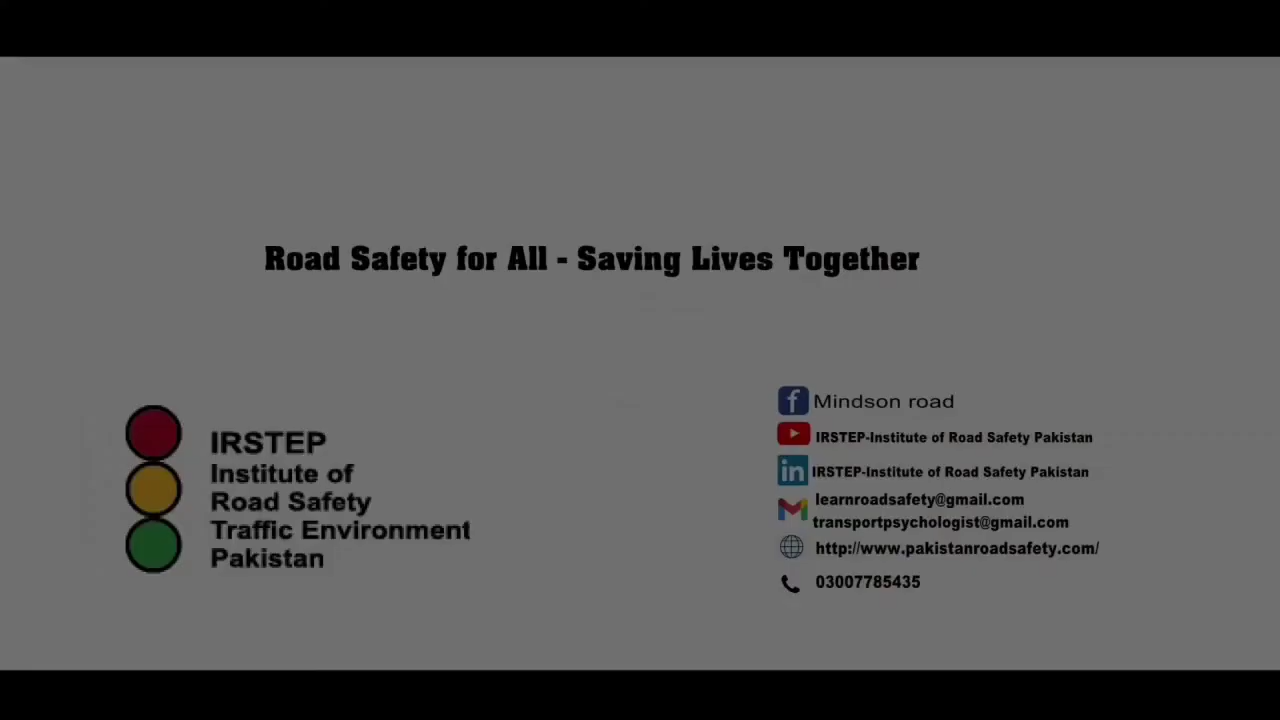 Road Safety for All - Saving Lives Together
IRSTEP
Institute of
Road Safety
Traffic Environment
Pakistan
Mindson road
IRSTEP-Institute of Road Safety Pakistan
IRSTEP-Institute of Road Safety Pakistan
learnroadsafety@gmail.com
transportpsychologist@gmail.com
http://www.pakistanroadsafety.com/
03007785435